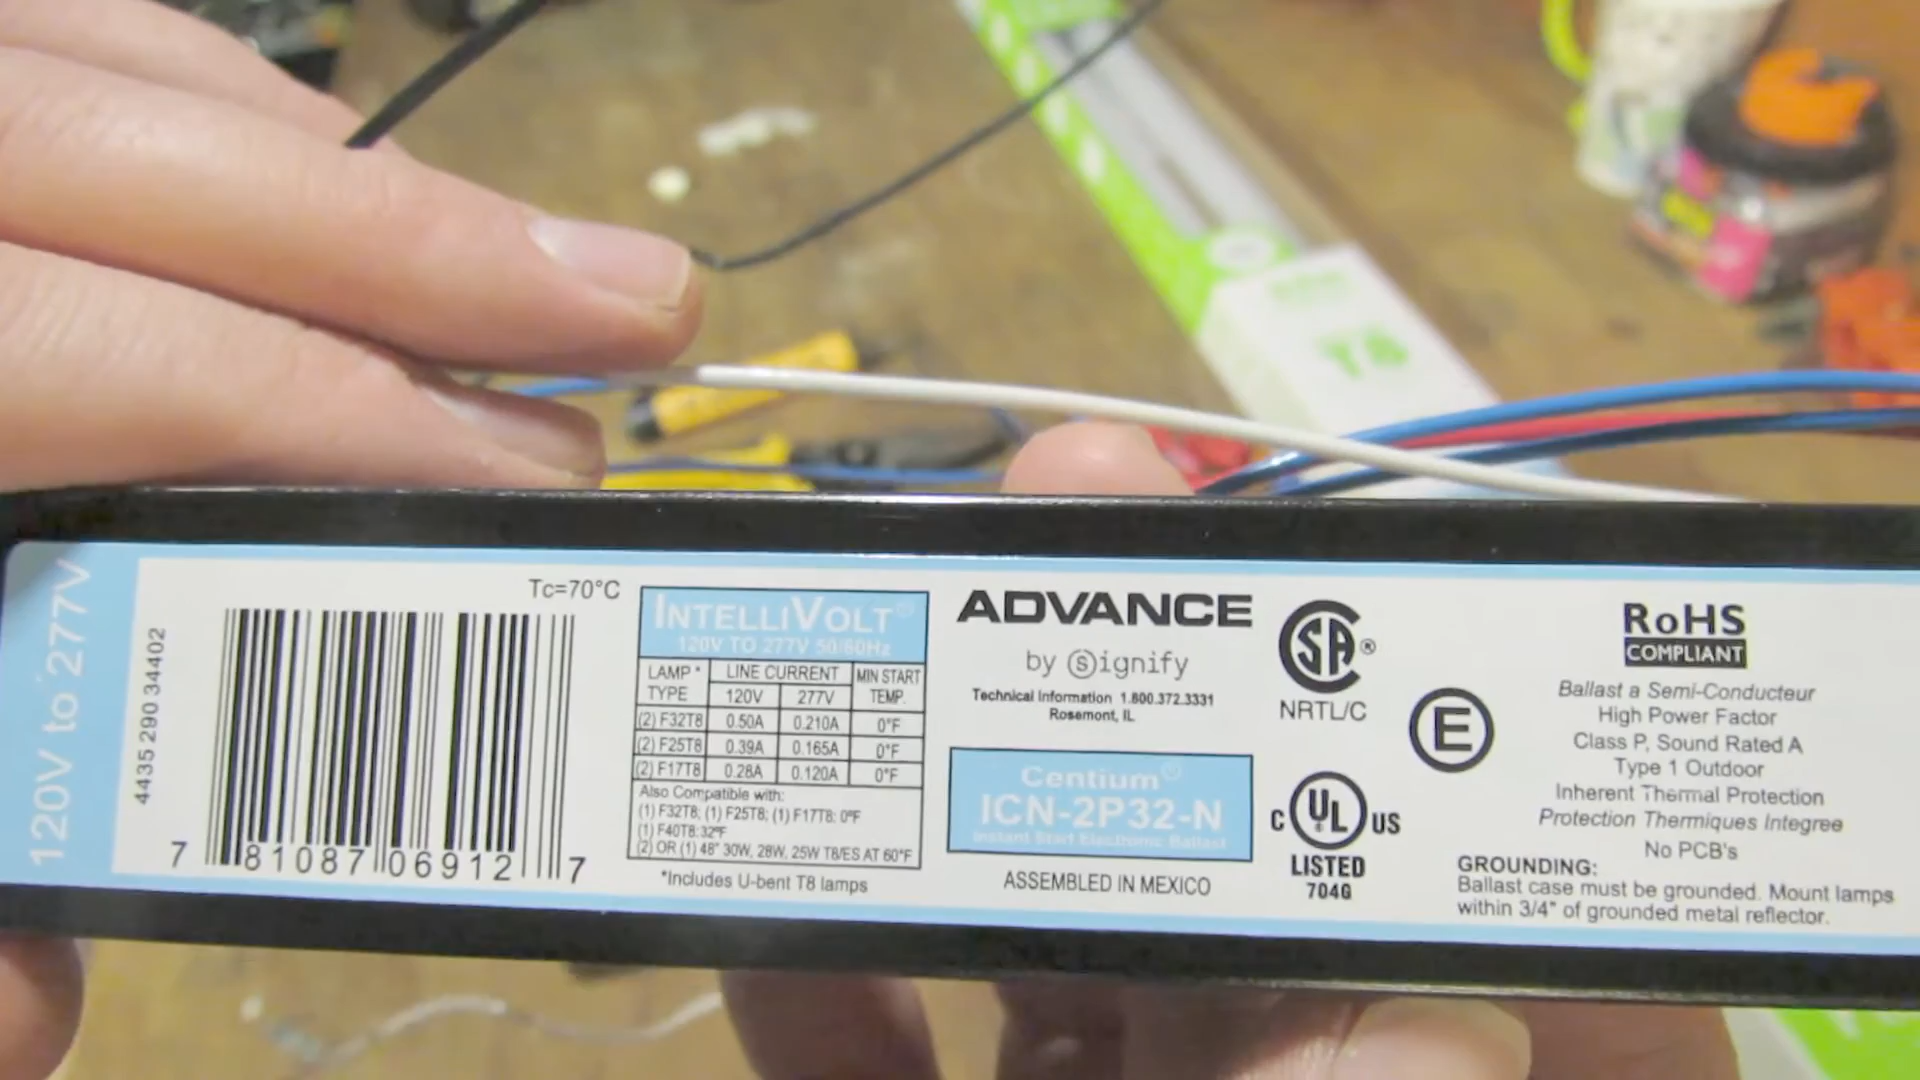 T8
120V to 277V
4435 290 34402
7 81087 06912 7
Tc=70°C
INTELLIVOLT
120V TO 277V 50/60Hz
LAMP * TYPE LINE CURRENT MIN START TEMP.
120V 277V
(2) F32T8 0.50A 0.210A 0°F
(2) F25T8 0.39A 0.165A 0°F
(2) F17T8 0.28A 0.120A 0°F
Also Compatible with:
(1) F32T8; (1) F25T8; (1) F17T8: 0°F
(1) F40T8:32°F
(2) OR (1) 48" 30W, 28W, 25W T8/ES AT 60°F
*Includes U-bent T8 lamps
ADVANCE
by Signify
Technical Information 1.800.372.3331
Rosemont, IL
Centium
ICN-2P32-N
Instant Start Electronic Ballast
ASSEMBLED IN MEXICO
SA ®
NRTL/C
C UL ® US
LISTED
704G
E
RoHS
COMPLIANT
Ballast a Semi-Conducteur
High Power Factor
Class P, Sound Rated A
Type 1 Outdoor
Inherent Thermal Protection
Protection Thermiques Integree
No PCB's
GROUNDING:
Ballast case must be grounded. Mount lamps
within 3/4" of grounded metal reflector.